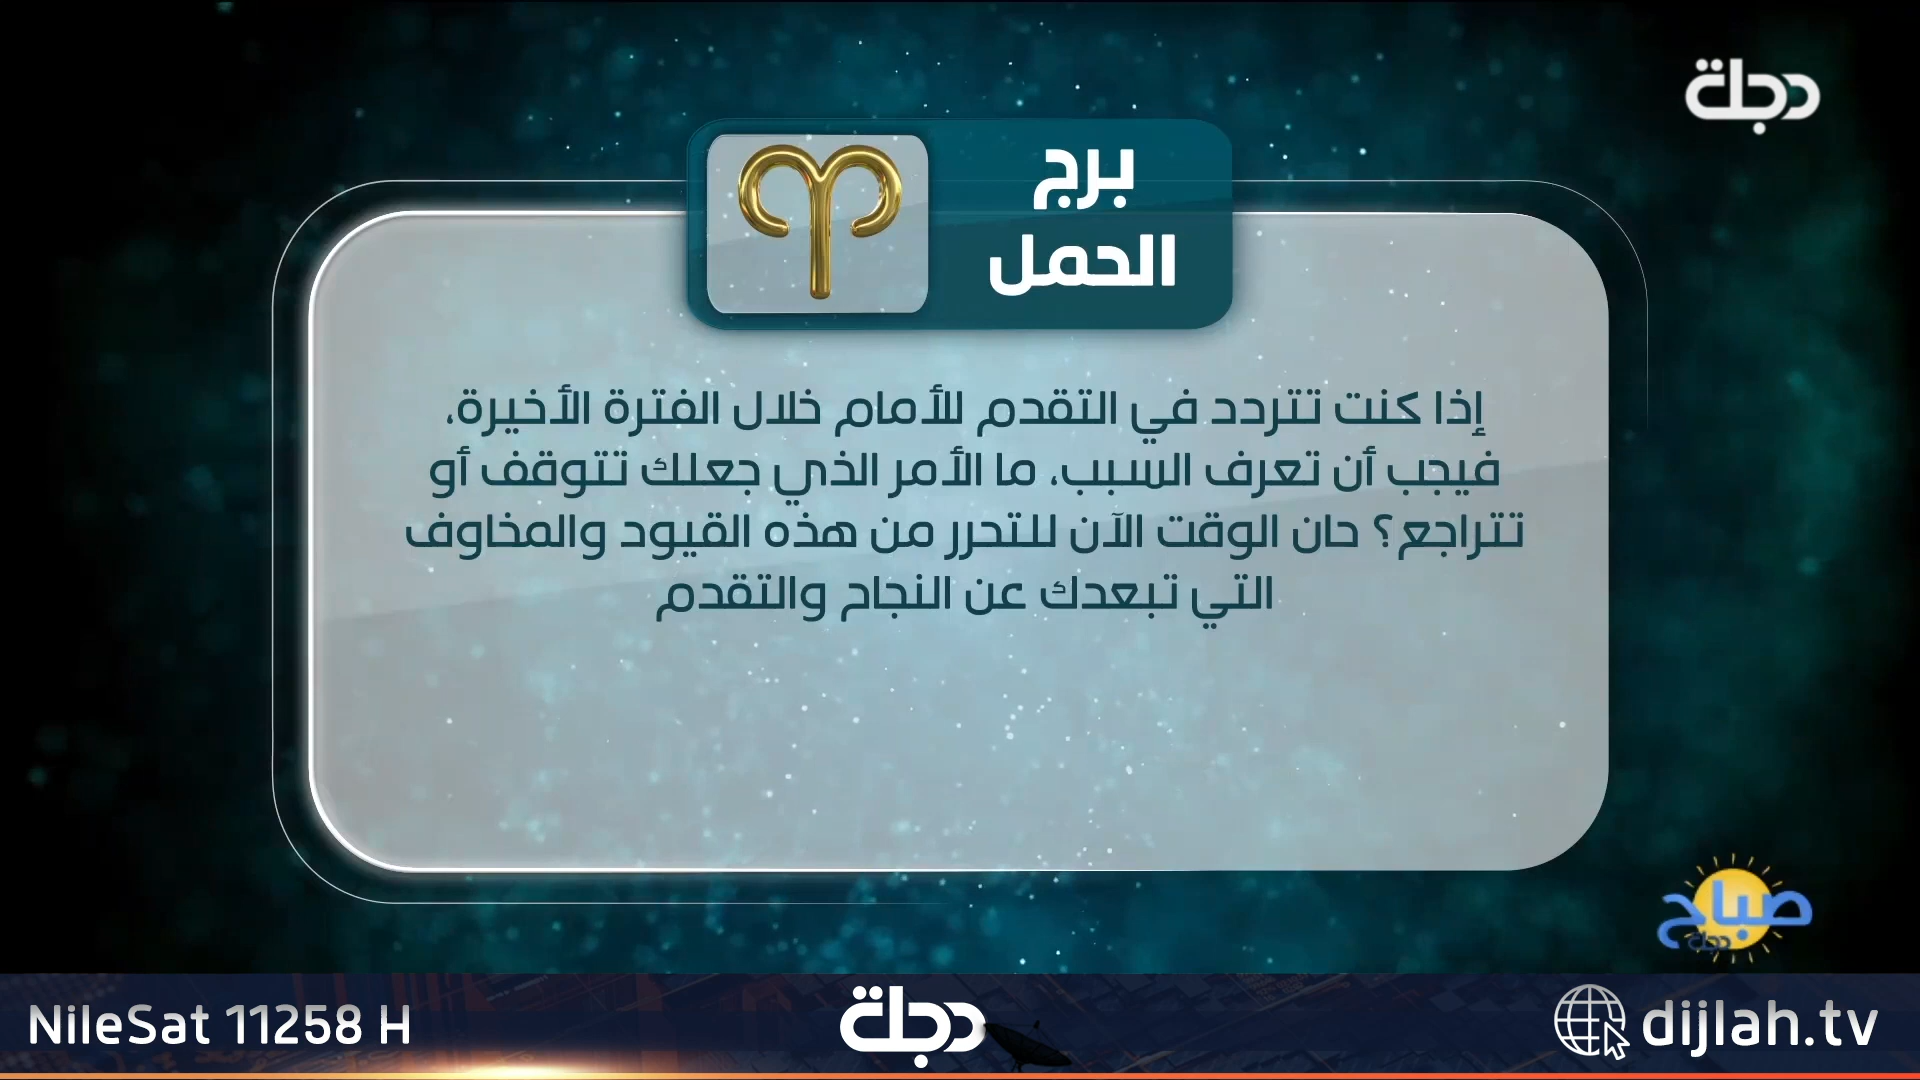 دجلة
برج
الحمل
إذا كنت تتردد في التقدم للأمام خلال الفترة الأخيرة،
فيجب أن تعرف السبب، ما الأمر الذي جعلك تتوقف أو
تتراجع؟ حان الوقت الآن للتحرر من هذه القيود والمخاوف
التي تبعدك عن النجاح والتقدم
صباح
دجلة
NileSat 11258 H
دجلة
dijlah.tv